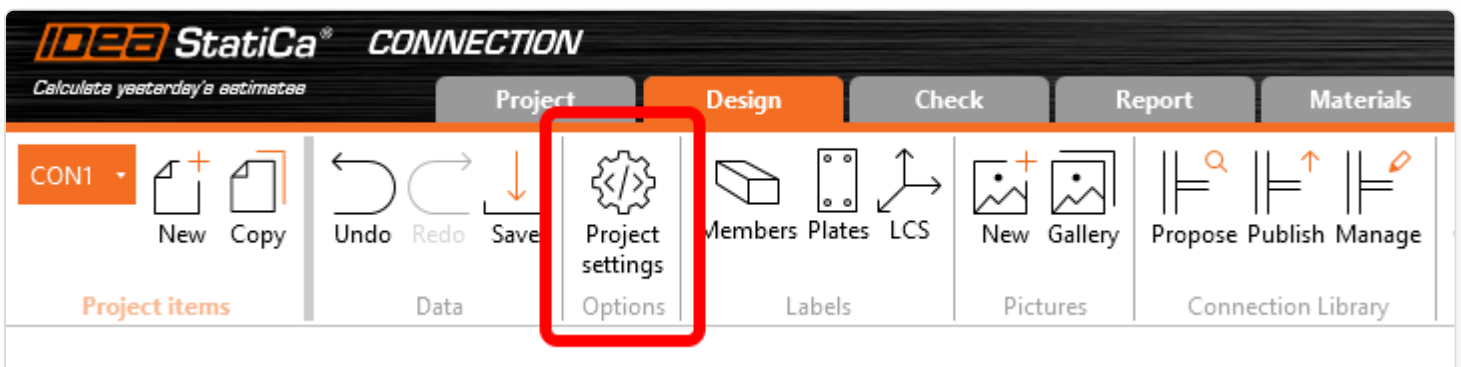 IDEA StatiCa® CONNECTION
Calculate yesterday's estimates
Project Design Check Report Materials
CON1 New Copy Undo Redo Save Project settings Members Plates LCS New Gallery Propose Publish Manage
Project items Data Options Labels Pictures Connection Library